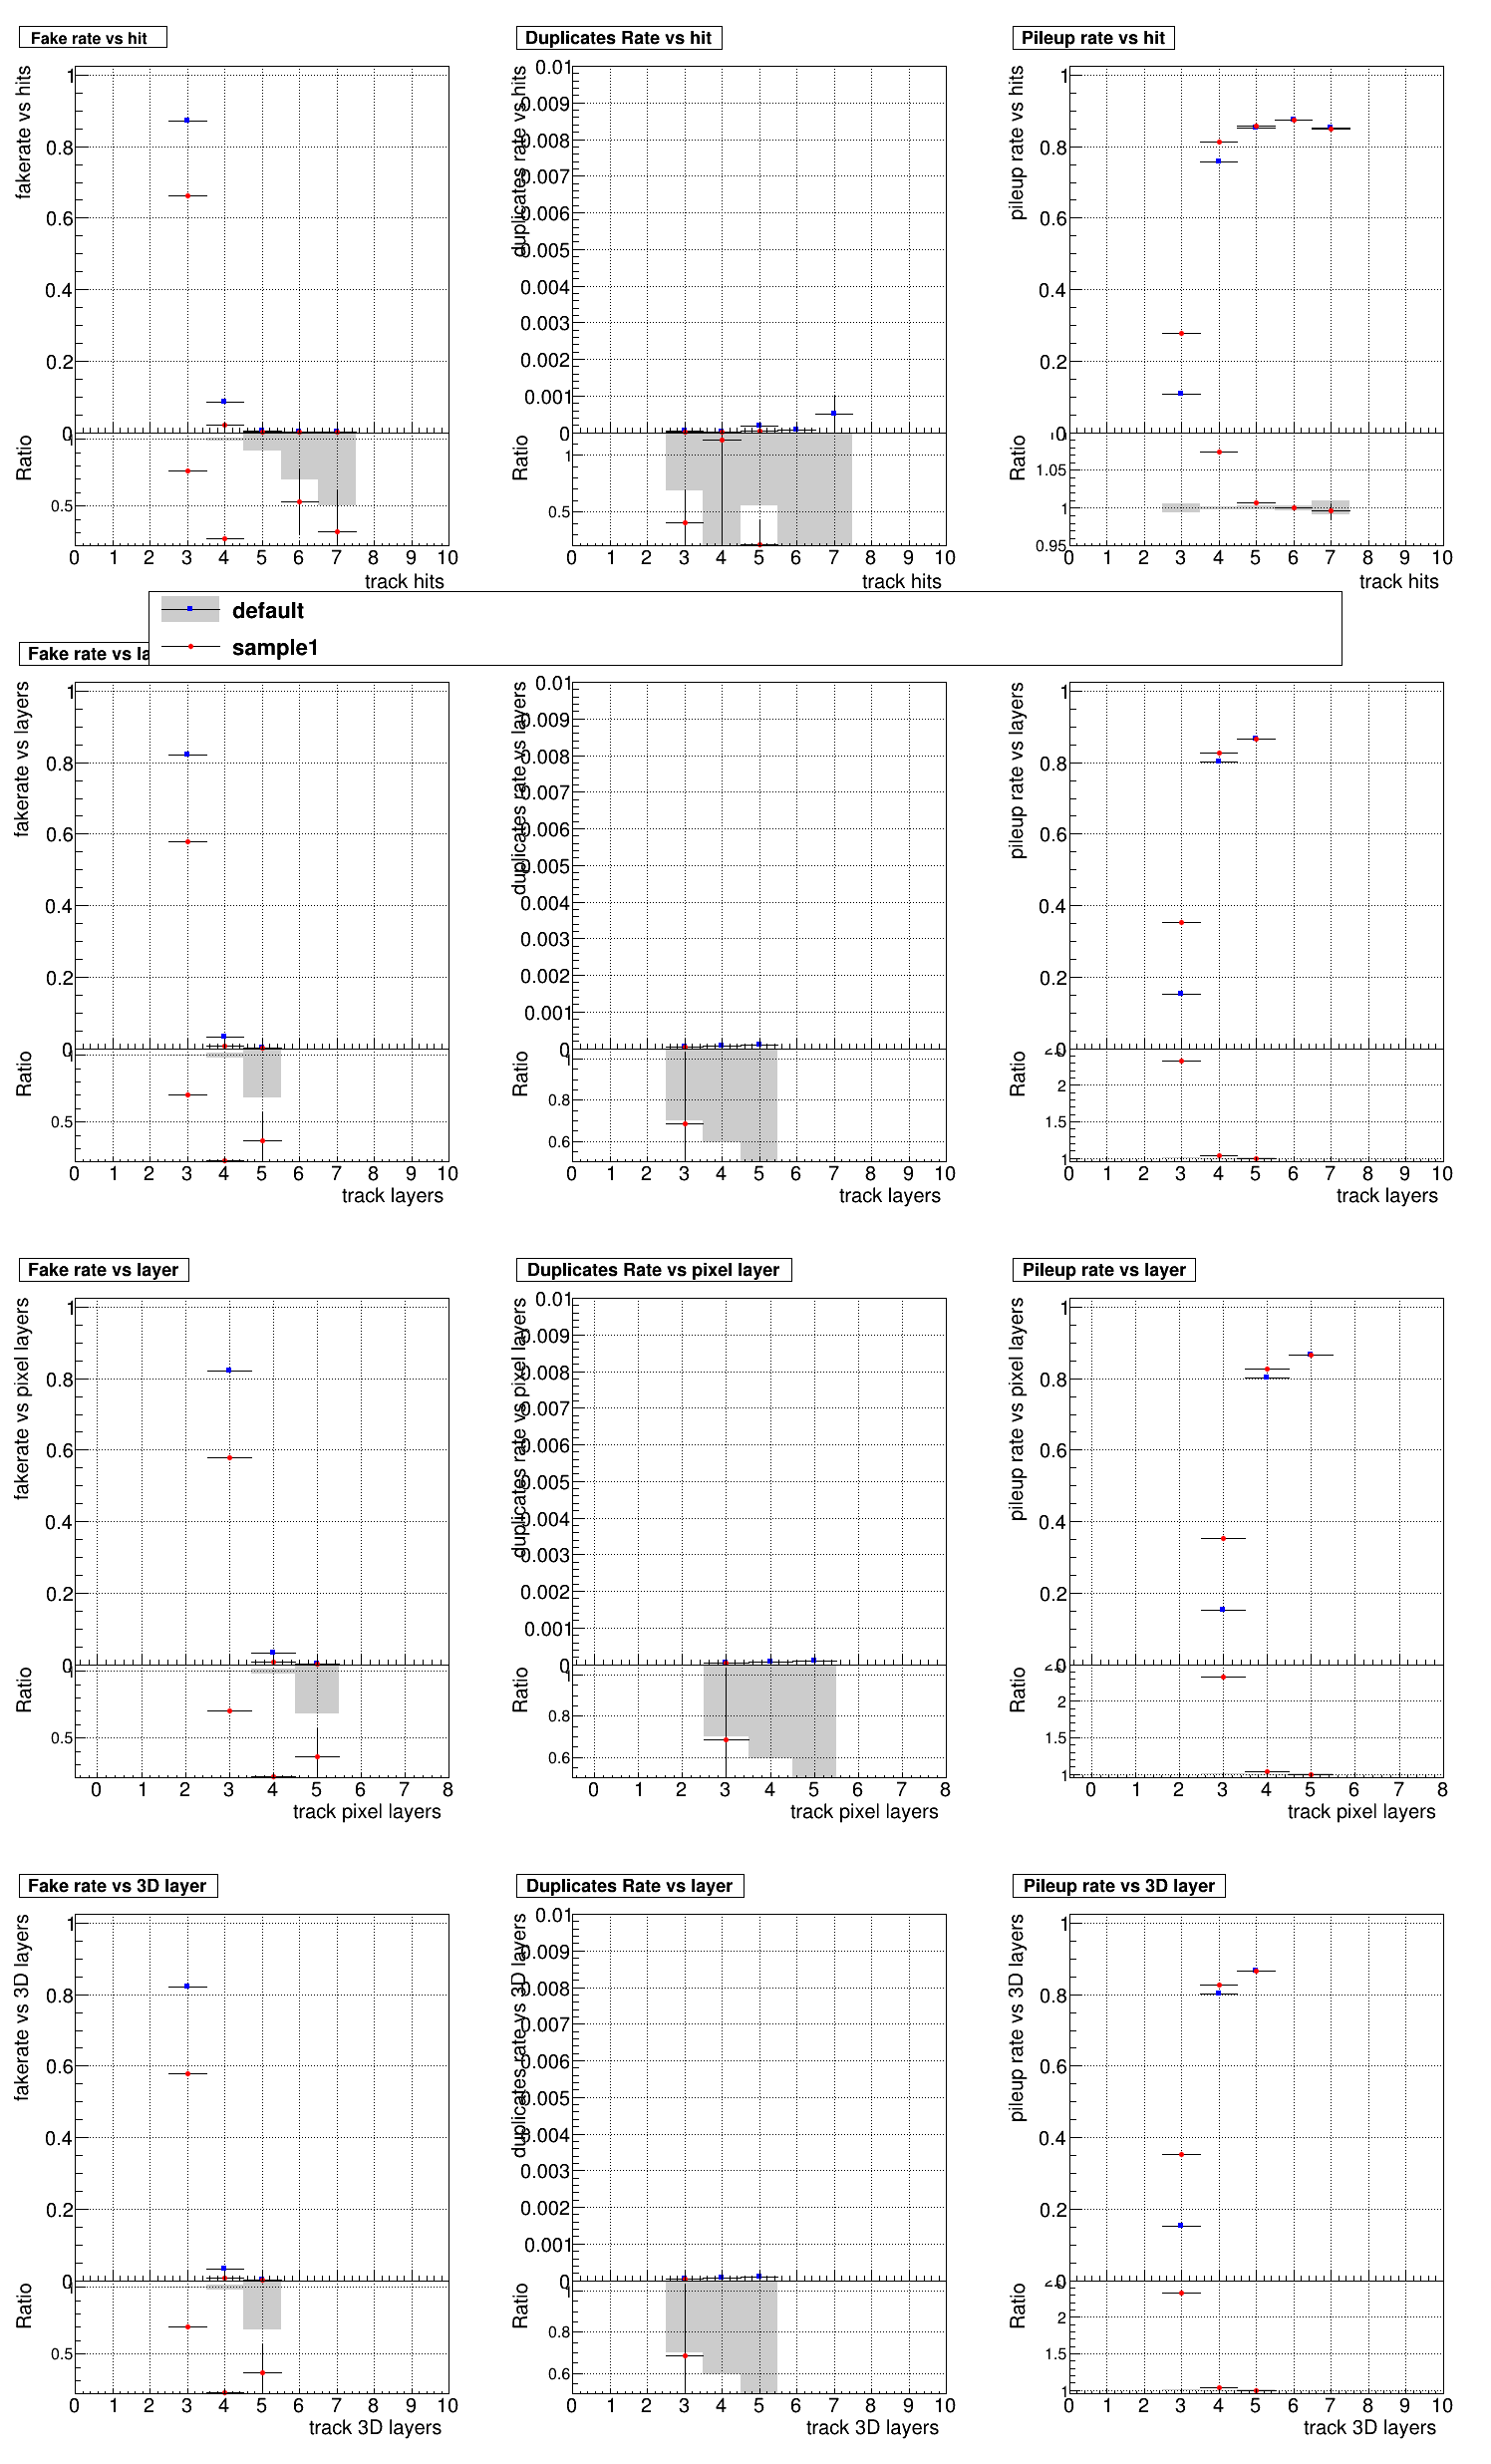 Fake rate vs hit
fakerate vs hits
1
0.8
0.6
0.4
0.2
0
Ratio
1
0.5
0 1 2 3 4 5 6 7 8 9 10
track hits
Duplicates Rate vs hit
duplicates rate vs hits
0.01
0.009
0.008
0.007
0.006
0.005
0.004
0.003
0.002
0.001
0
Ratio
1
0.5
0 1 2 3 4 5 6 7 8 9 10
track hits
Pileup rate vs hit
pileup rate vs hits
1
0.8
0.6
0.4
0.2
0
Ratio
1.05
1
0.95
0 1 2 3 4 5 6 7 8 9 10
track hits
default
sample1
Fake rate vs la
fakerate vs layers
1
0.8
0.6
0.4
0.2
0
Ratio
1
0.5
0 1 2 3 4 5 6 7 8 9 10
track layers
duplicates rate vs layers
0.01
0.009
0.008
0.007
0.006
0.005
0.004
0.003
0.002
0.001
0
Ratio
1
0.8
0.6
0 1 2 3 4 5 6 7 8 9 10
track layers
pileup rate vs layers
1
0.8
0.6
0.4
0.2
0
Ratio
2
1.5
1
0 1 2 3 4 5 6 7 8 9 10
track layers
Fake rate vs layer
fakerate vs pixel layers
1
0.8
0.6
0.4
0.2
0
Ratio
1
0.5
0 1 2 3 4 5 6 7 8
track pixel layers
Duplicates Rate vs pixel layer
duplicates rate vs pixel layers
0.01
0.009
0.008
0.007
0.006
0.005
0.004
0.003
0.002
0.001
0
Ratio
1
0.8
0.6
0 1 2 3 4 5 6 7 8
track pixel layers
Pileup rate vs layer
pileup rate vs pixel layers
1
0.8
0.6
0.4
0.2
0
Ratio
2
1.5
1
0 1 2 3 4 5 6 7 8
track pixel layers
Fake rate vs 3D layer
fakerate vs 3D layers
1
0.8
0.6
0.4
0.2
0
Ratio
1
0.5
0 1 2 3 4 5 6 7 8 9 10
track 3D layers
Duplicates Rate vs layer
duplicates rate vs 3D layers
0.01
0.009
0.008
0.007
0.006
0.005
0.004
0.003
0.002
0.001
0
Ratio
1
0.8
0.6
0 1 2 3 4 5 6 7 8 9 10
track 3D layers
Pileup rate vs 3D layer
pileup rate vs 3D layers
1
0.8
0.6
0.4
0.2
0
Ratio
2
1.5
1
0 1 2 3 4 5 6 7 8 9 10
track 3D layers